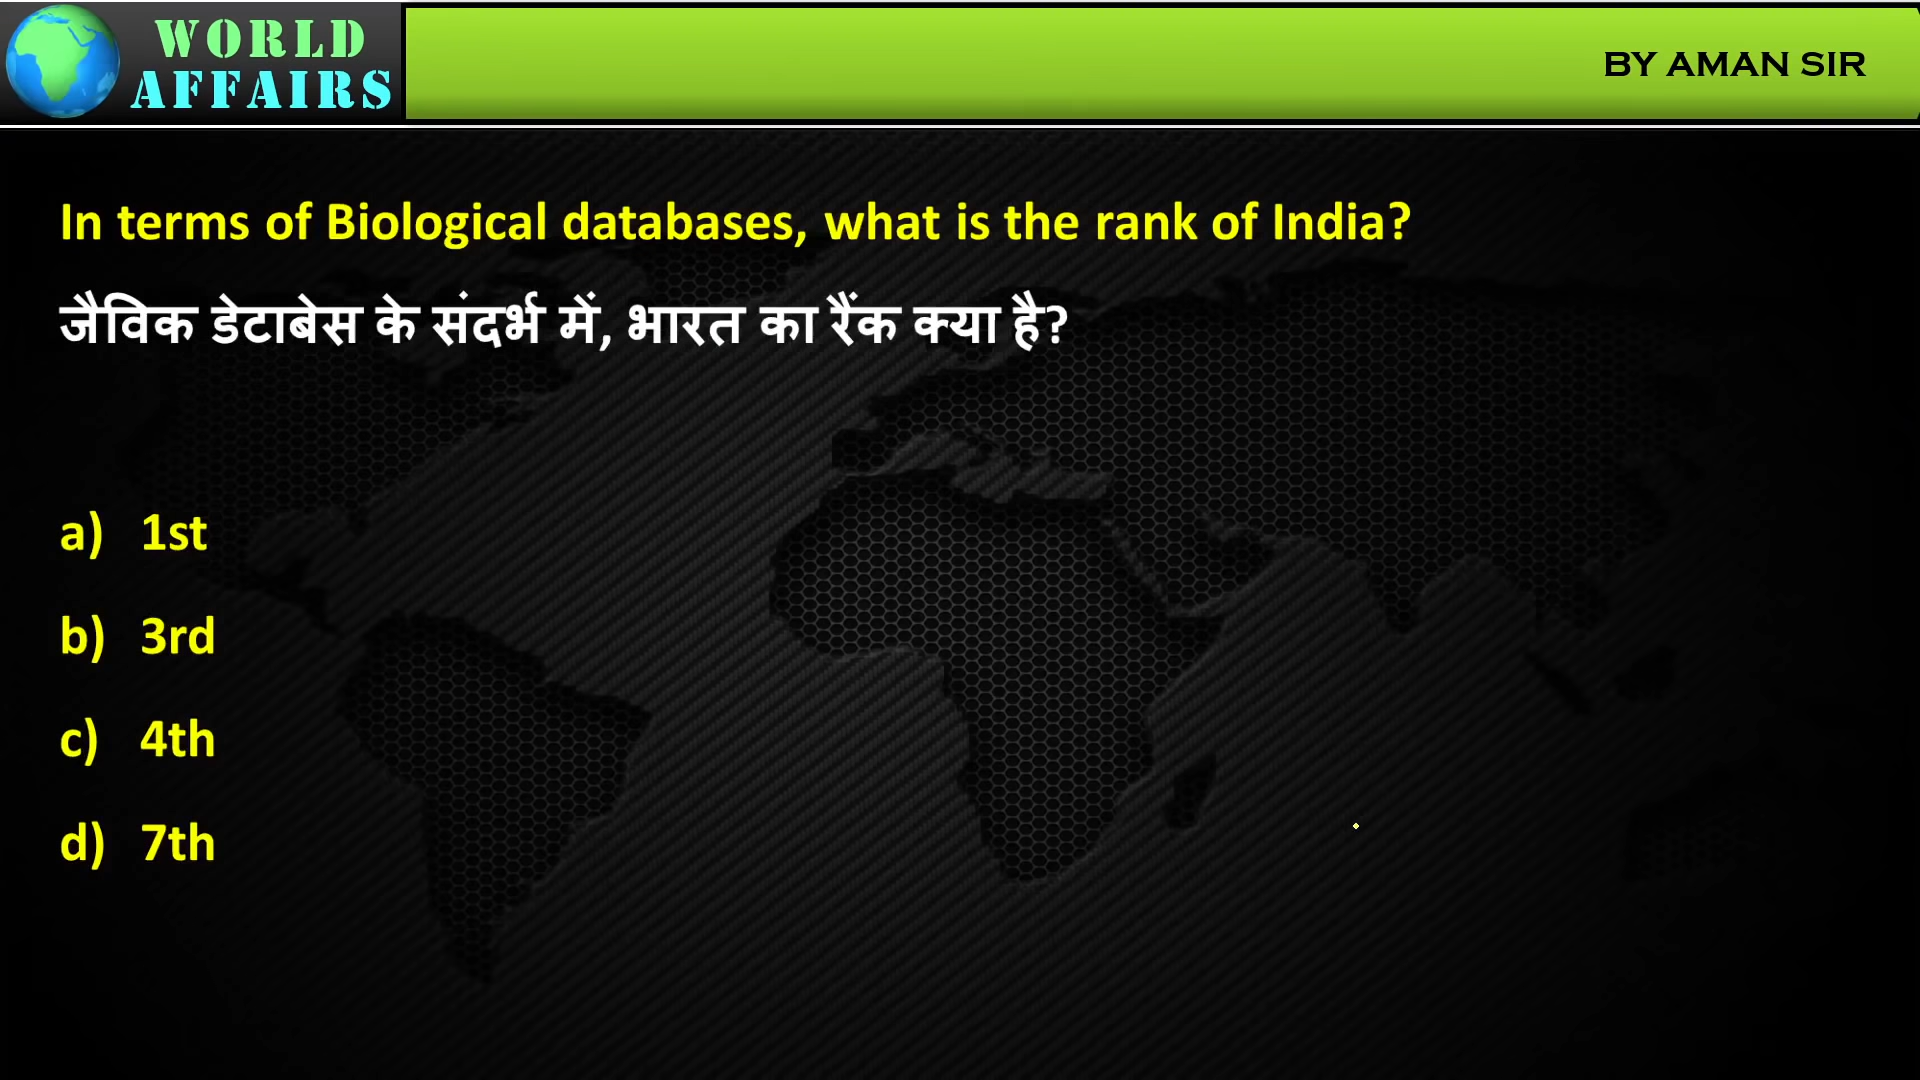 WORLD
AFFAIRS
BY AMAN SIR
In terms of Biological databases, what is the rank of India?
जैविक डेटाबेस के संदर्भ में, भारत का रैंक क्या है?
a) 1st
b) 3rd
c) 4th
d) 7th